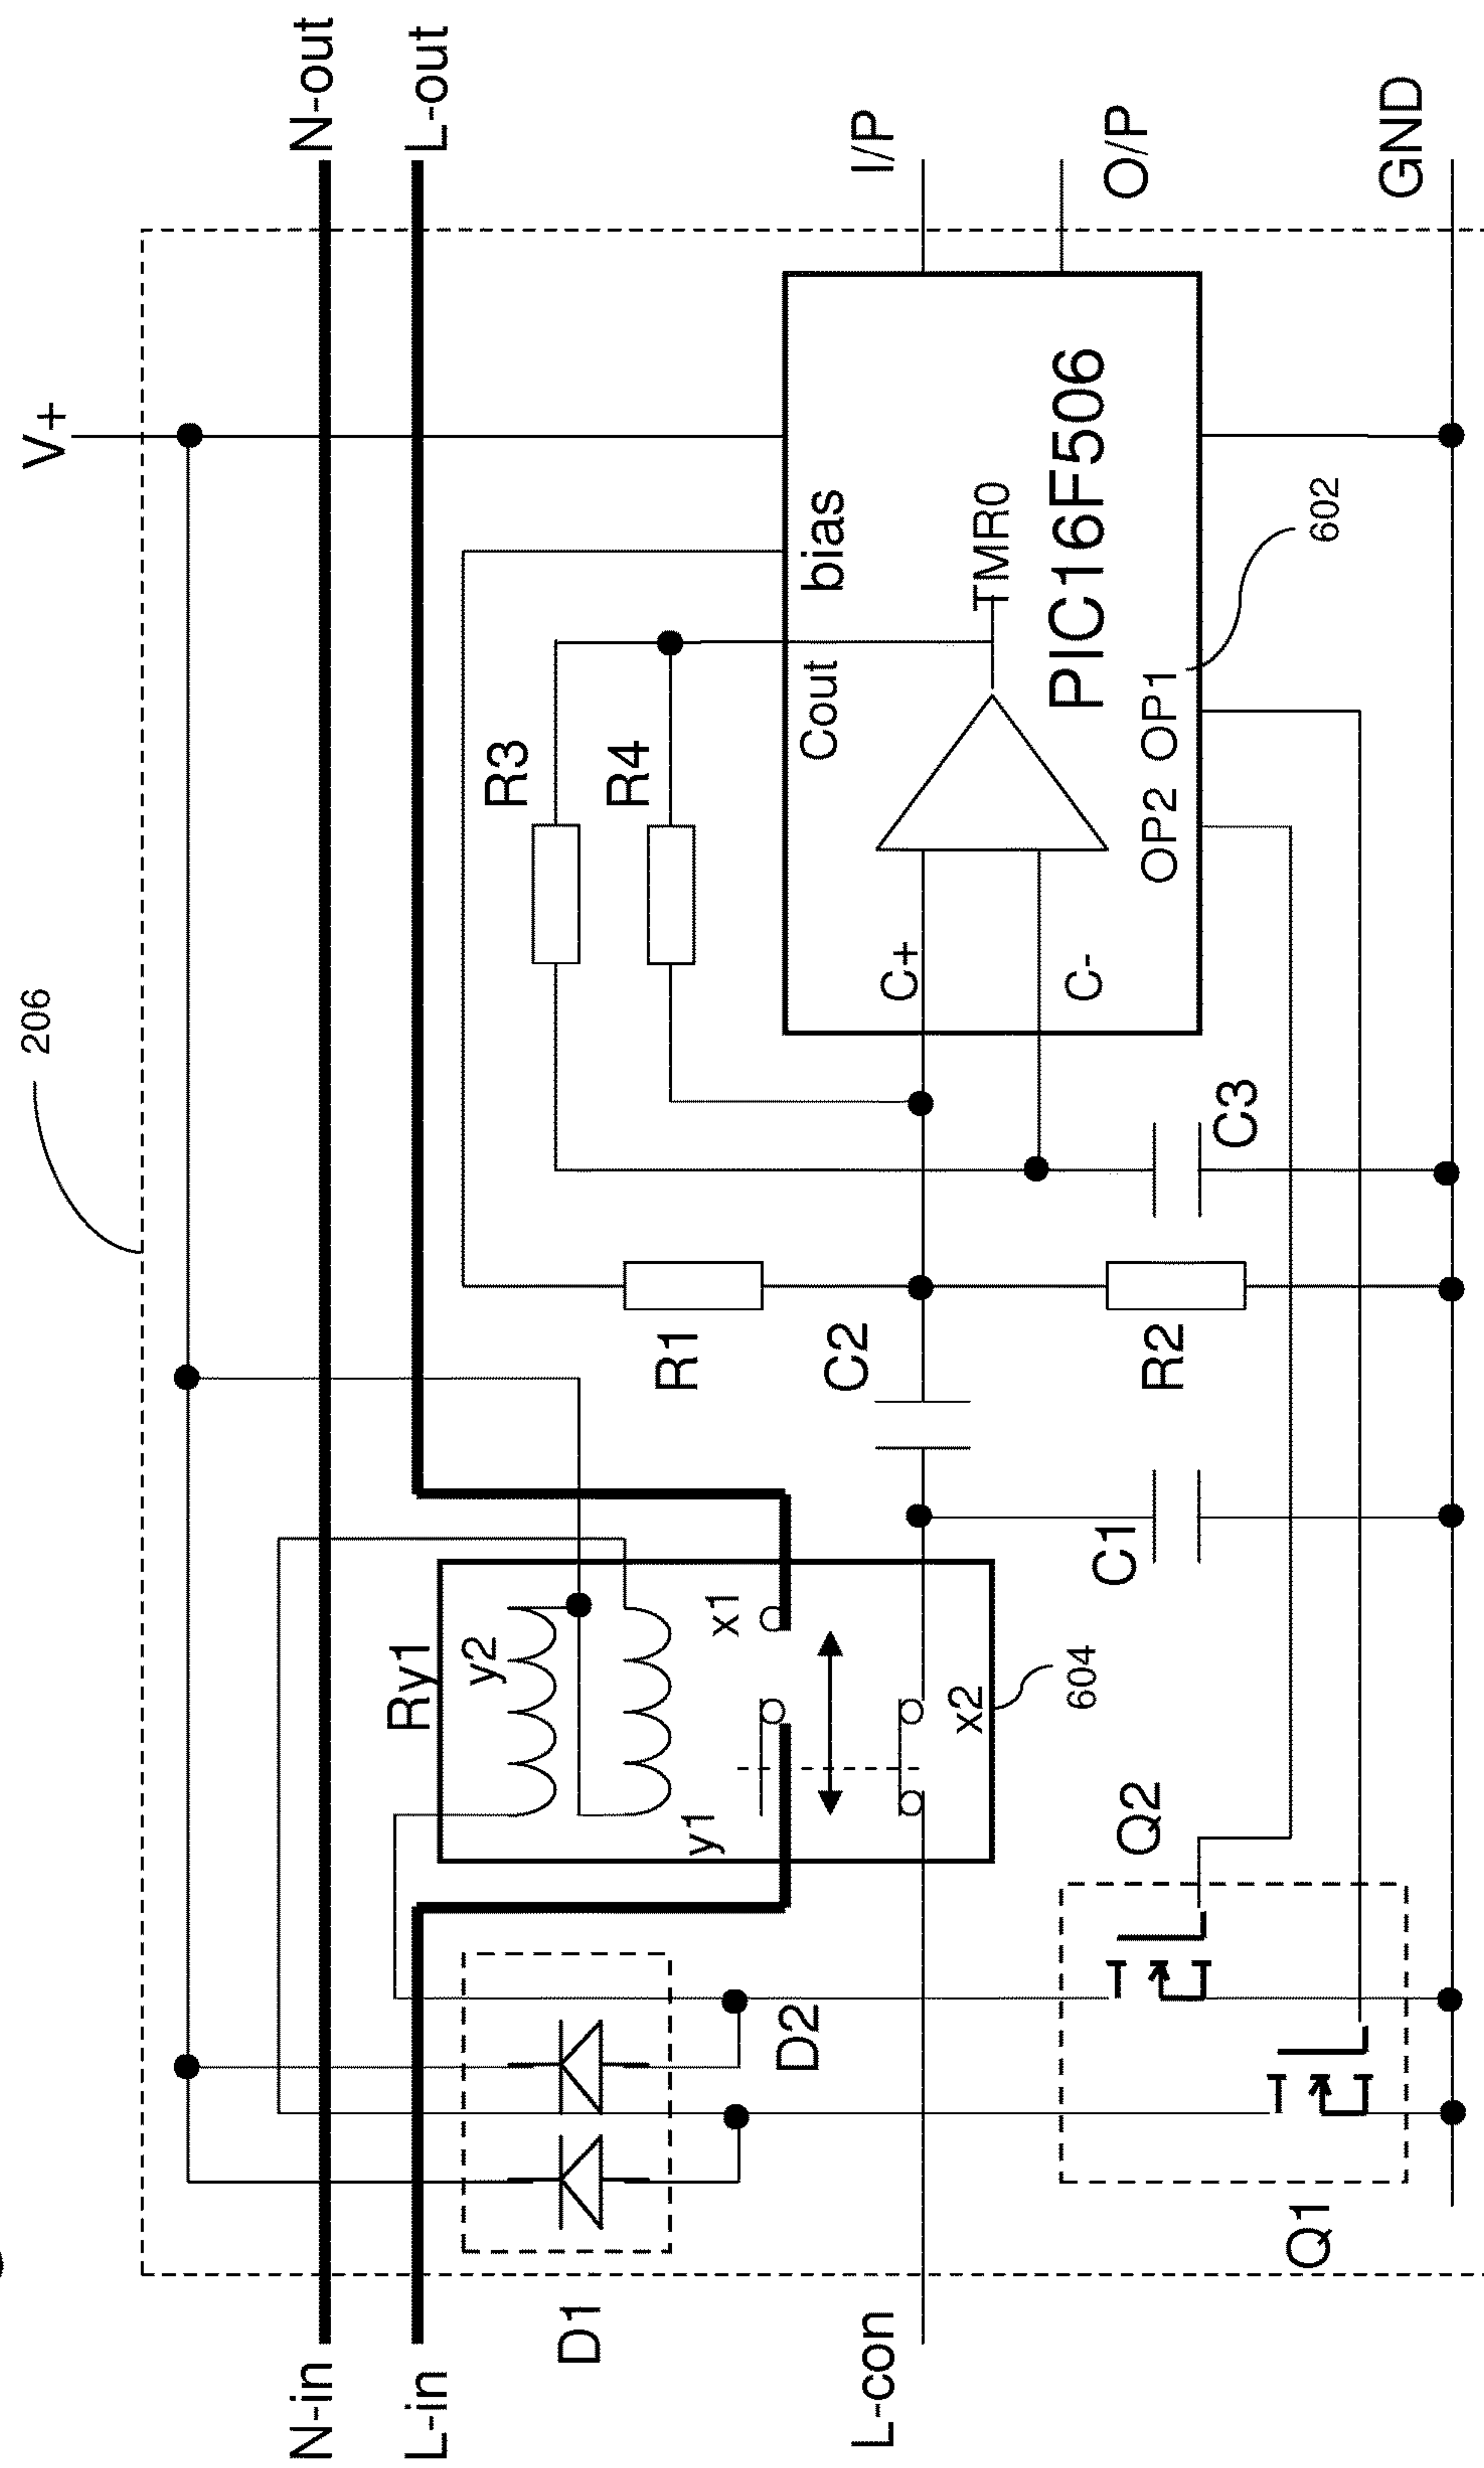 206
V+
N-in
N-out
L-in
L-out
D1
D2
Ry1
y2
y1
x1
x2
604
R3
R4
R1
C2
R2
C1
C3
Cout
bias
C+
C-
TMR0
PIC16F506
OP2
OP1
602
I/P
O/P
L-con
Q2
Q1
GND